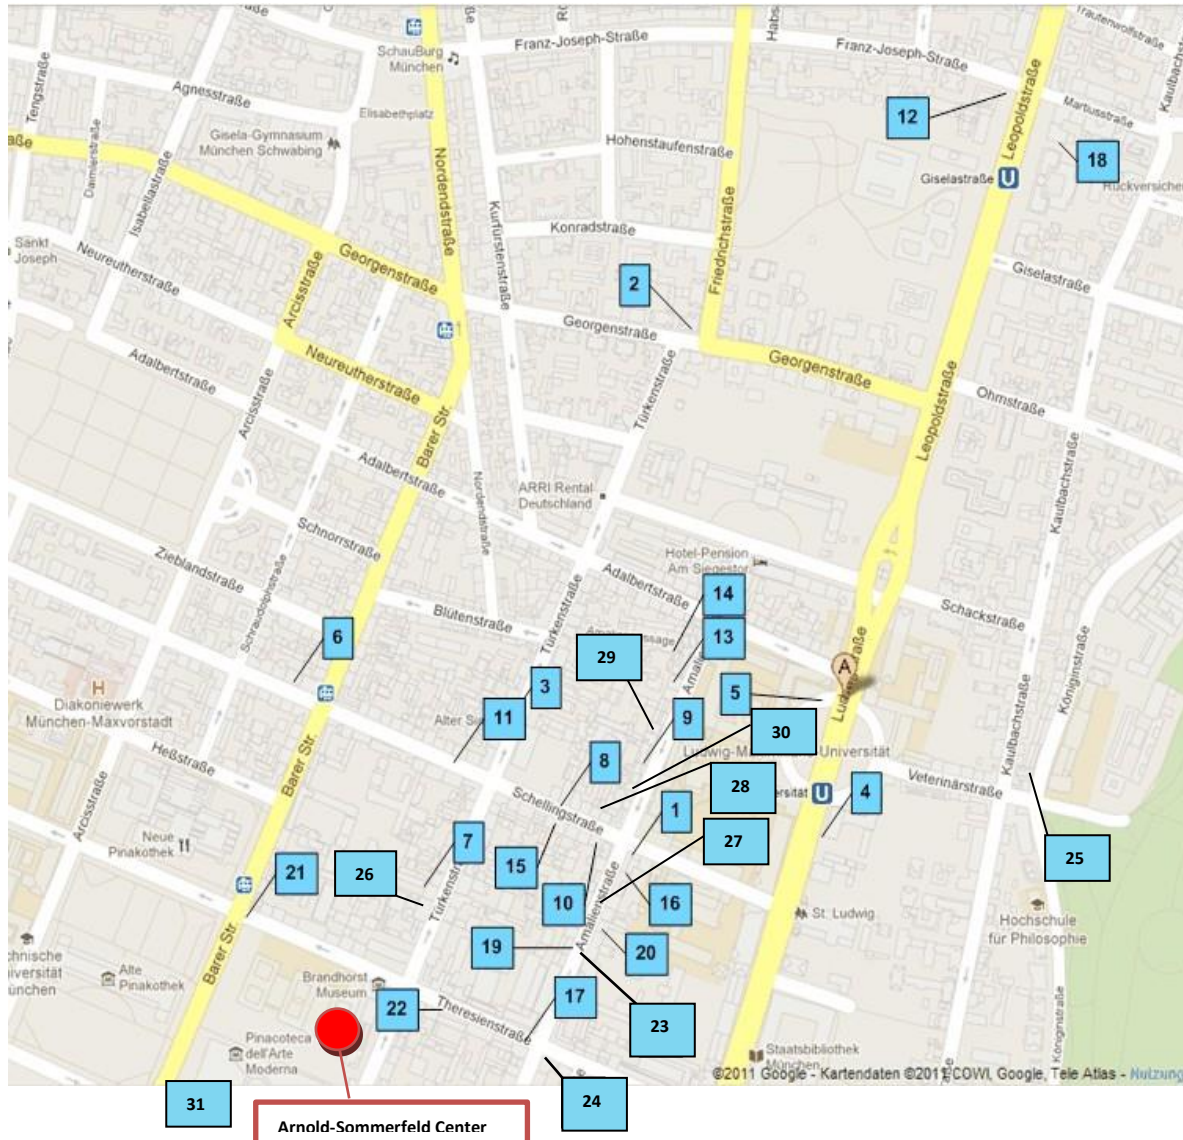 Franz-Joseph-Straße
Franz-Joseph-Straße
Trautenwolfstraße
SchauBurg
München
Tengstraße
Agnesstraße
Elisabethplatz
Leopoldstraße
Martiusstraße
12
Gisela-Gymnasium
München Schwabing
Daimlerstraße
Isabellastraße
Nordendstraße
Hohenstaufenstraße
18
Giselastraße
U
Kurfürstenstraße
Friedrichstraße
Konradstraße
Sankt
Joseph
Neureutherstraße
Georgenstraße
Arcisstraße
2
Giselastraße
Georgenstraße
Georgenstraße
Adalbertstraße
Neureutherstraße
Türkenstraße
Leopoldstraße
Ohmstraße
Arcisstraße
Barer Str.
Adalbertstraße
Nordendstraße
ARRI Rental
Deutschland
Kaulbachstraße
Schnorrstraße
Zieblandstraße
Schraudolphstraße
Hotel-Pension
Am Siegestor
Adalbertstraße
14
Schackstraße
Blütenstraße
Türkenstraße
6
13
29
A
Königinstraße
Kaulbachstraße
H
Diakoniewerk
München-Maxvorstadt
3
11
5
9
30
Heßstraße
Barer Str.
8
Veterinärstraße
28
U
4
Schellingstraße
1
Arcisstraße
Neue
Pinakothek
7
27
15
25
21
26
Türkenstr
10
16
Amalienstraße
St. Ludwig
Hochschule
für Philosophie
19
20
Barer Str.
Alte
Pinakothek
Brandhorst
Museum
22
Theresienstraße
17
23
Pinacoteca
dell'Arte
Moderna
Königinstraße
Staatsbibliothek
München
©2011 Google - Kartendaten ©2011 COWI, Google, Tele Atlas - Nutzung
31
24
Arnold-Sommerfeld Center